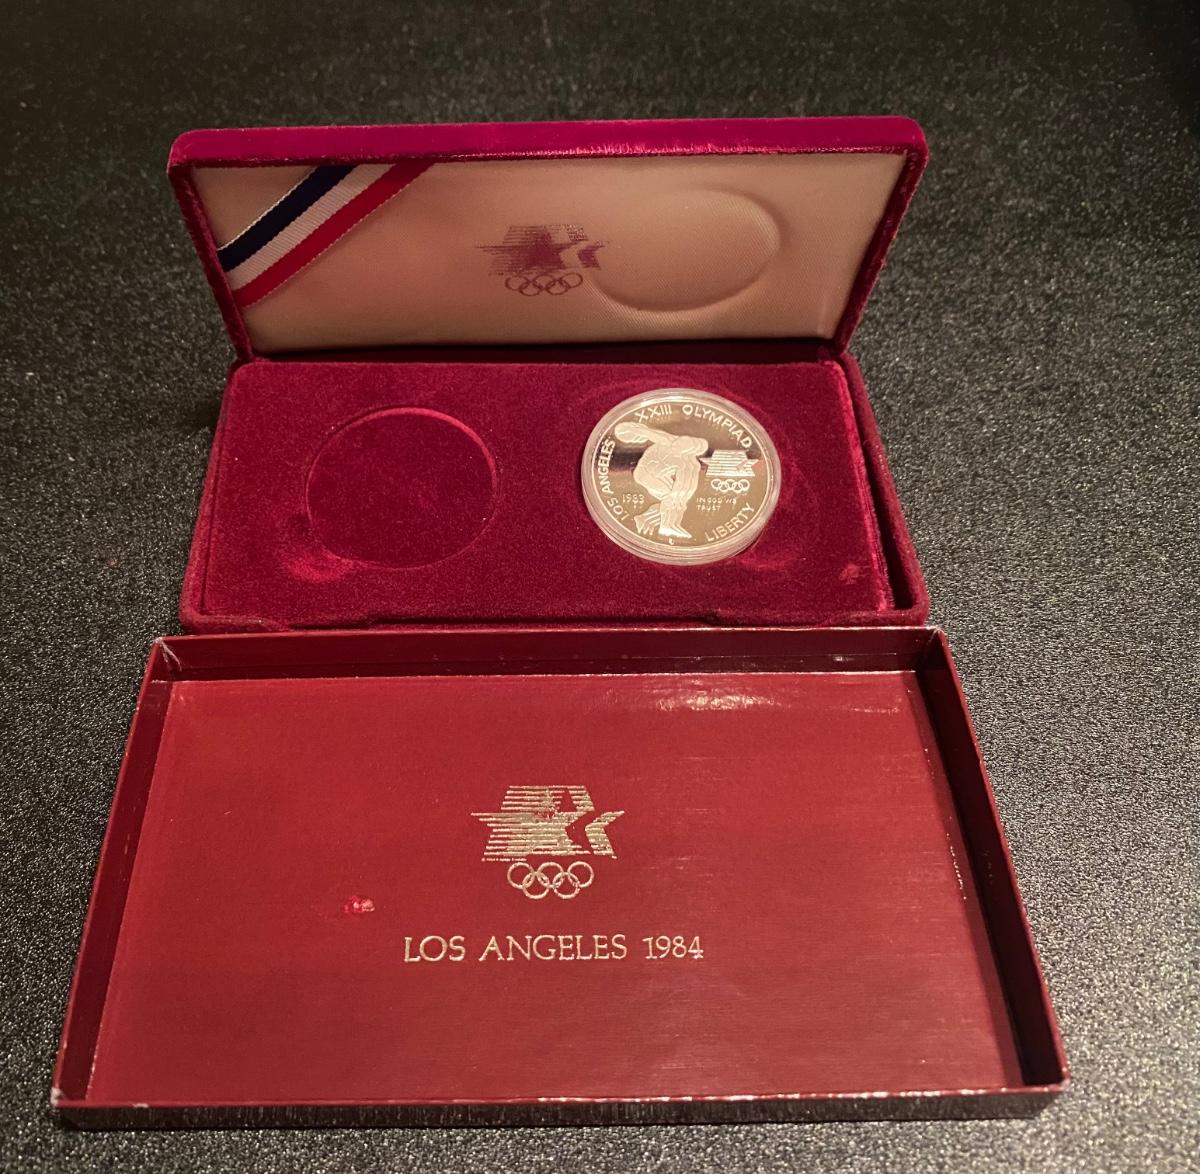 LOS ANGELES XXIII OLYMPIAD
1983
IN GOD WE
TRUST
LIBERTY
LOS ANGELES 1984